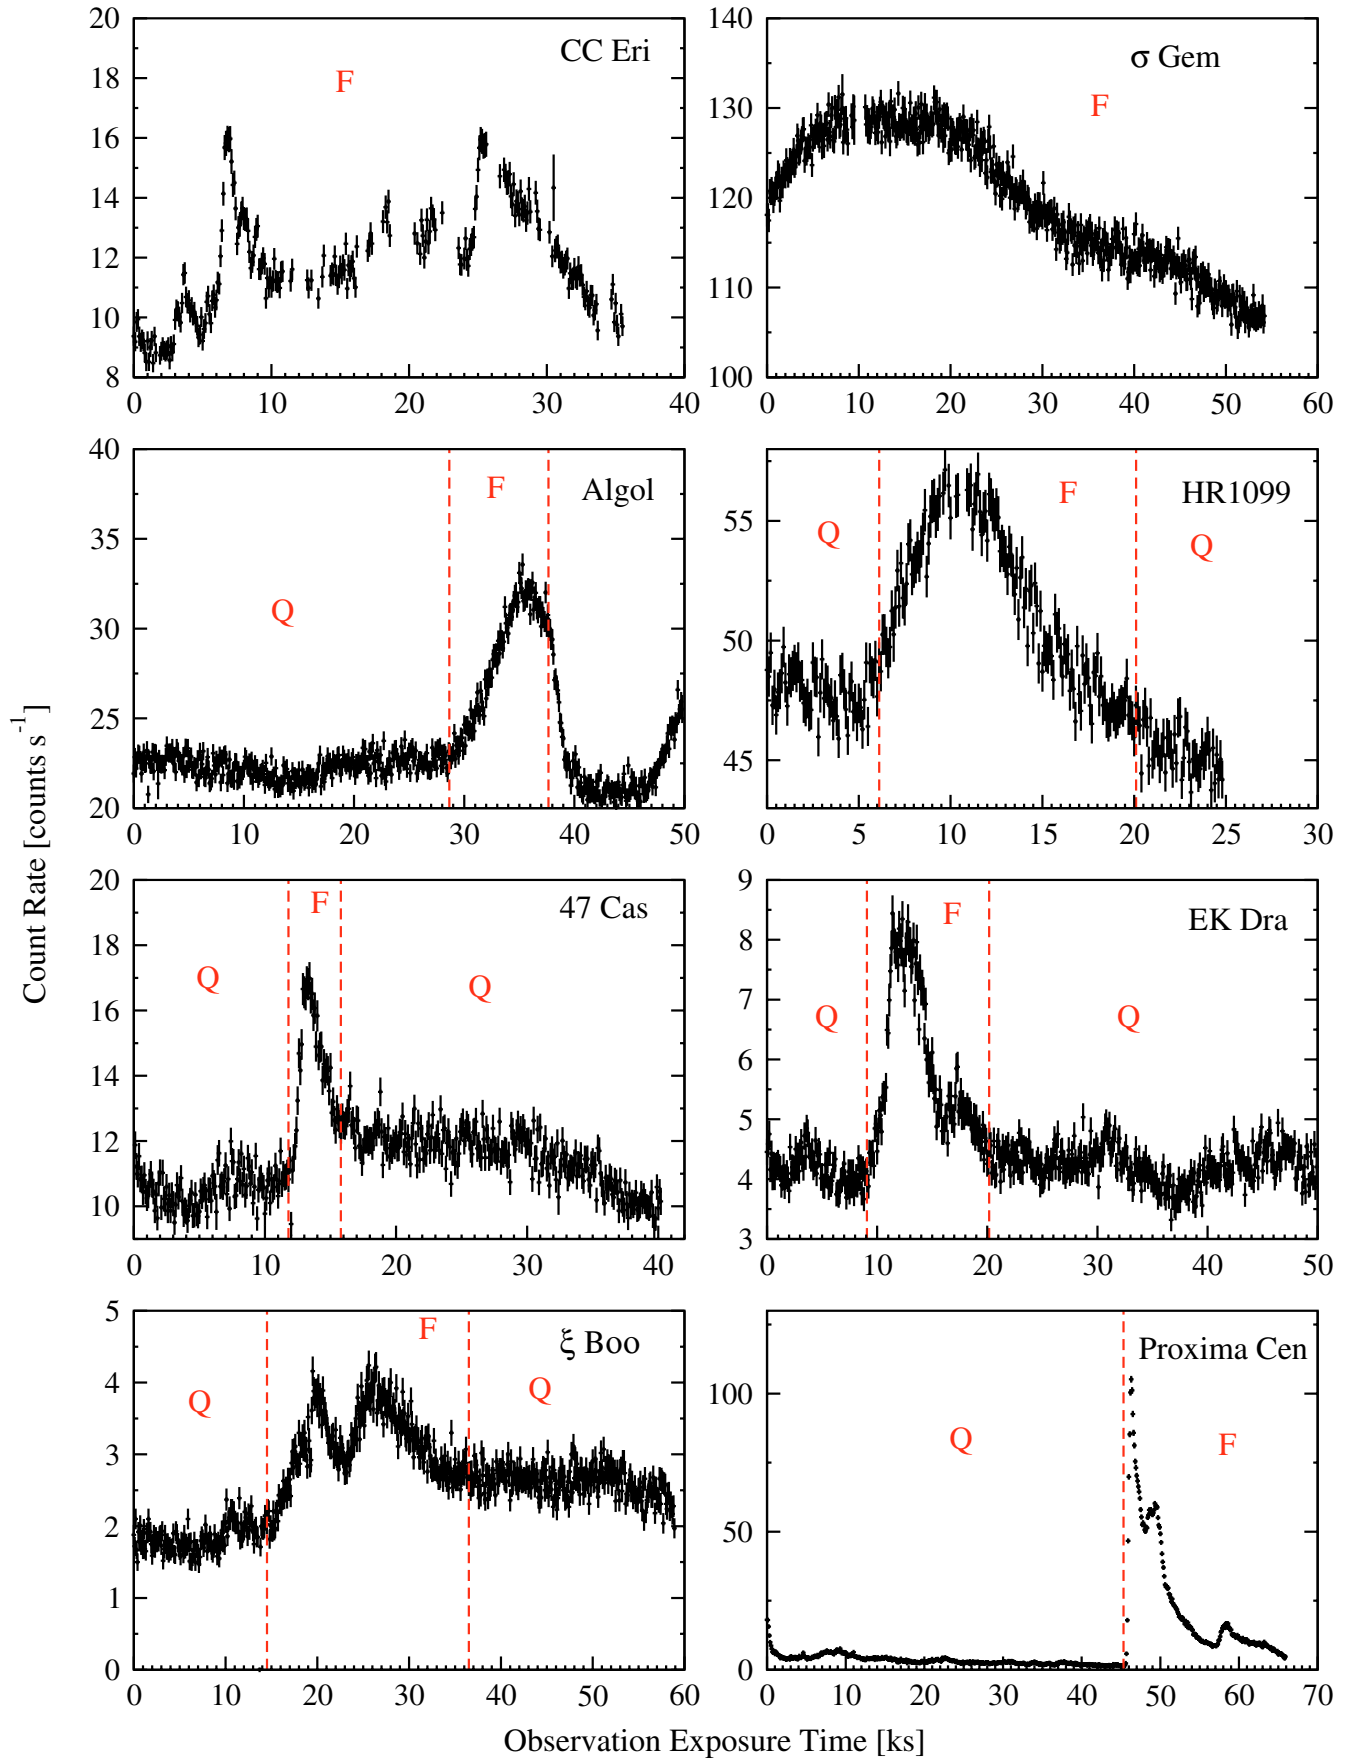 CC Eri
F
20
18
16
14
12
10
8
0 10 20 30 40
σ Gem
F
140
130
120
110
100
0 10 20 30 40 50 60
Algol
Q F
40
35
30
25
20
0 10 20 30 40 50
HR1099
Q F Q
55
50
45
0 5 10 15 20 25 30
47 Cas
Q F Q
20
18
16
14
12
10
0 10 20 30 40
EK Dra
Q F Q
9
8
7
6
5
4
3
0 10 20 30 40 50
ξ Boo
Q F Q
5
4
3
2
1
0
0 10 20 30 40 50 60
Proxima Cen
Q F
100
50
0
0 10 20 30 40 50 60 70
Count Rate [counts s⁻¹]
Observation Exposure Time [ks]